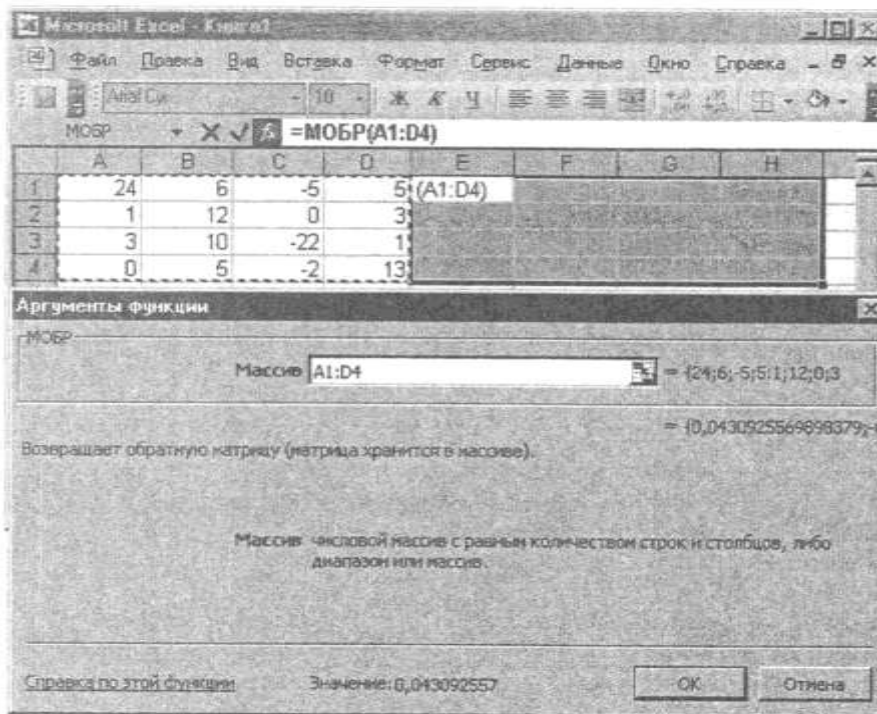 Microsoft Excel - Книга1
Файл Правка Вид Вставка Формат Сервис Данные Окно Справка
Arial Cyr 10 Ж К Ч
МОБР =МОБР(A1:D4)
A B C D E F G H
1 24 6 -5 5 (A1:D4)
2 1 12 0 3
3 3 10 -22 1
4 0 5 -2 13
Аргументы функции
МОБР
Массив A1:D4 = {24;6;-5;5:1;12;0;3
= {0,0430925569898379;-
Возвращает обратную матрицу (матрица хранится в массиве).
Массив числовой массив с равным количеством строк и столбцов, либо
диапазон или массив.
Справка по этой функции Значение:0,043092557 OK Отмена